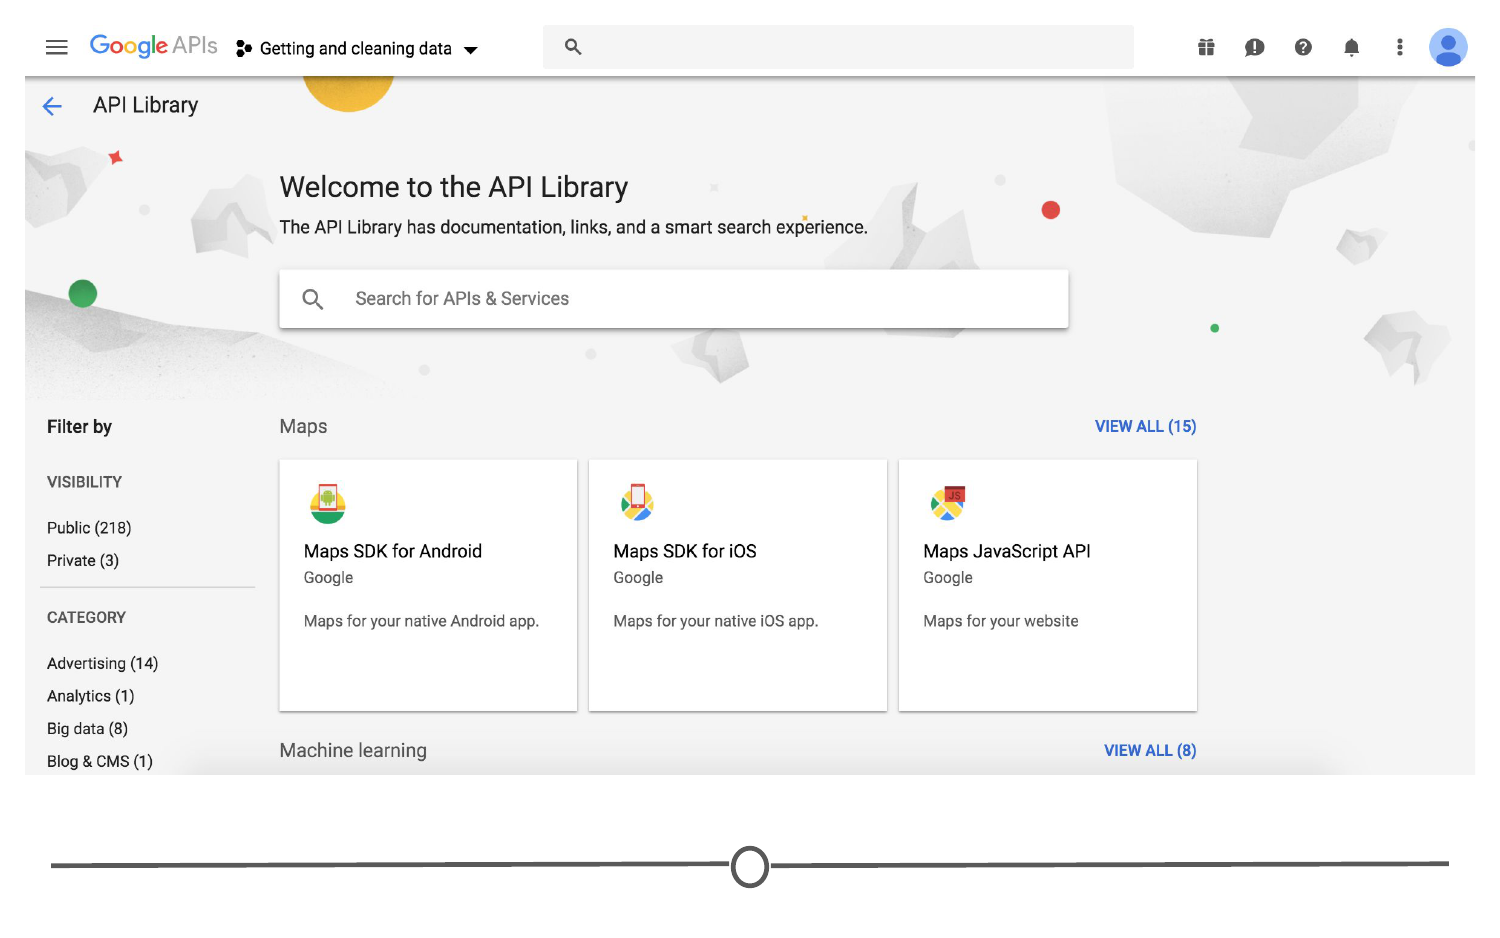 Google APIs
Getting and cleaning data
API Library
Welcome to the API Library
The API Library has documentation, links, and a smart search experience.
Search for APIs & Services
Filter by
VISIBILITY
Public (218)
Private (3)
CATEGORY
Advertising (14)
Analytics (1)
Big data (8)
Blog & CMS (1)
Maps
VIEW ALL (15)
Maps SDK for Android
Google
Maps for your native Android app.
Maps SDK for iOS
Google
Maps for your native iOS app.
JS
Maps JavaScript API
Google
Maps for your website
Machine learning
VIEW ALL (8)